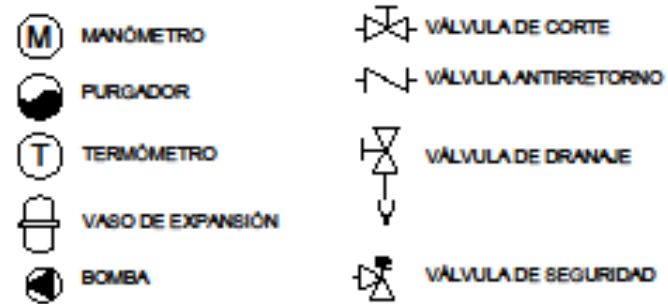 M MANÓMETRO
PURGADOR
T TERMÓMETRO
VASO DE EXPANSIÓN
BOMBA
VÁLVULA DE CORTE
VÁLVULA ANTIRRETORNO
VÁLVULA DE DRANAJE
VÁLVULA DE SEGURIDAD